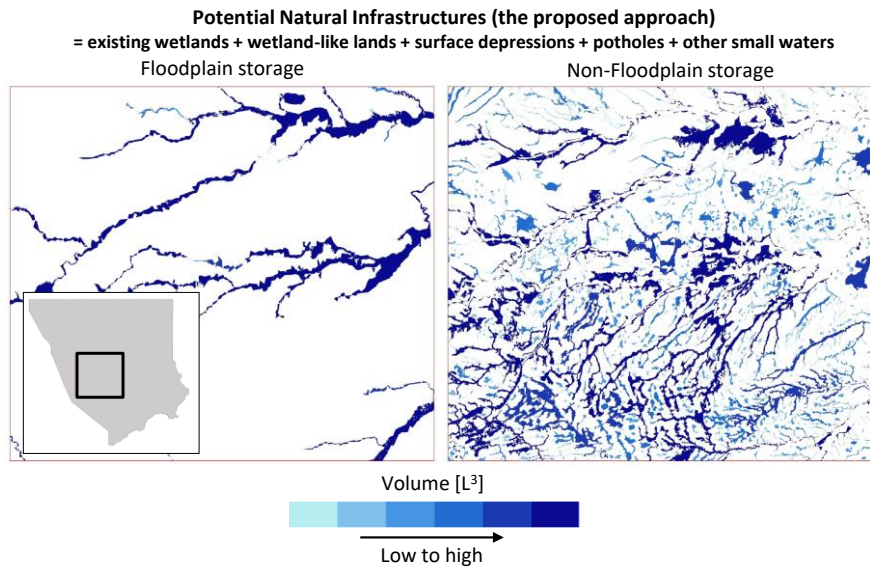 Potential Natural Infrastructures (the proposed approach)
= existing wetlands + wetland-like lands + surface depressions + potholes + other small waters
Floodplain storage
Non-Floodplain storage
Volume [L³]
Low to high